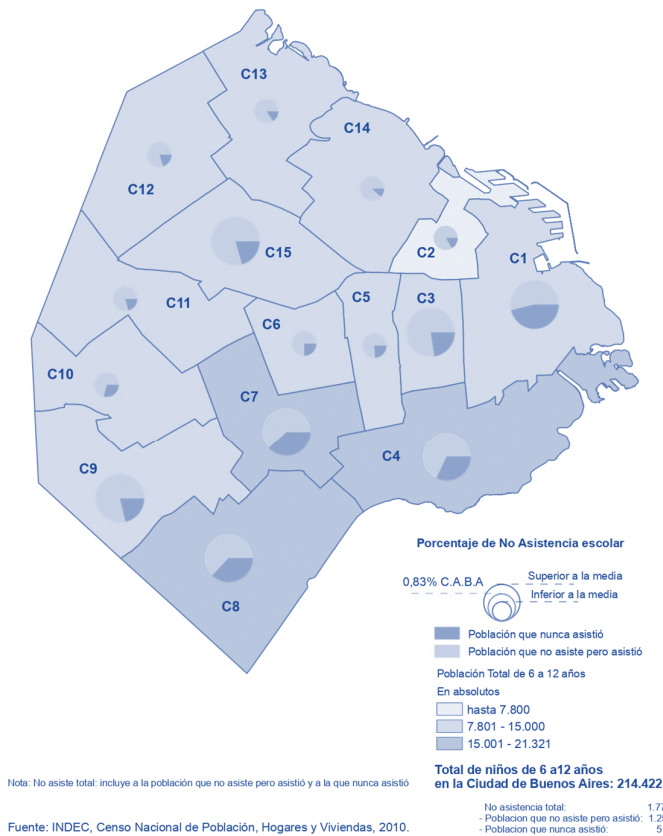 C13
C14
C12
C2
C1
C15
C11
C5
C3
C6
C10
C7
C9
C4
C8
Porcentaje de No Asistencia escolar
0,83% C.A.B.A
Superior a la media
Inferior a la media
Población que nunca asistió
Población que no asiste pero asistió
Población Total de 6 a 12 años
En absolutos
hasta 7.800
7.801 - 15.000
15.001 - 21.321
Total de niños de 6 a12 años
en la Ciudad de Buenos Aires: 214.422
Nota: No asiste total: incluye a la población que no asiste pero asistió y a la que nunca asistió
No asistencia total:
- Poblacion que no asiste pero asistió:
- Poblacion que nunca asistió:
Fuente: INDEC, Censo Nacional de Población, Hogares y Viviendas, 2010.